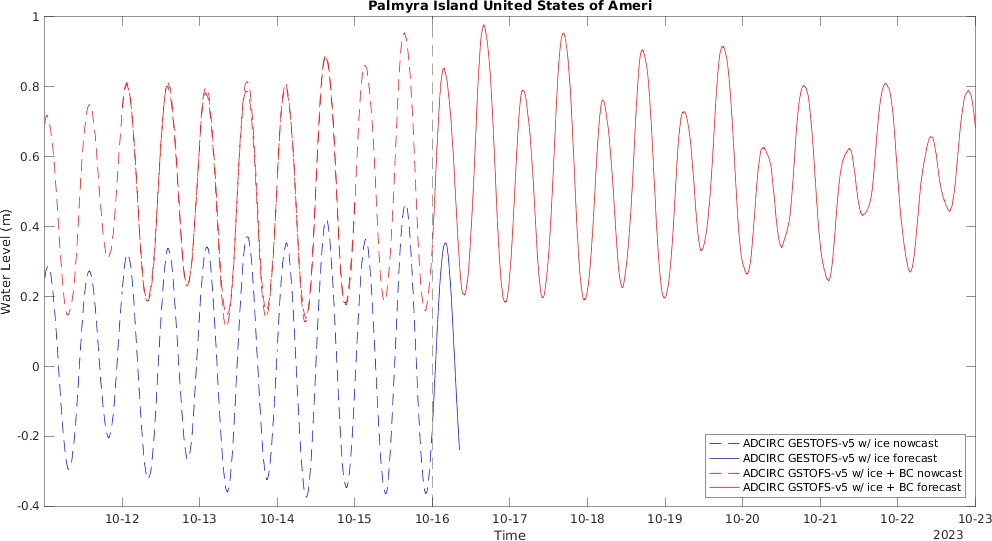 Palmyra Island United States of Ameri
Water Level (m)
1
0.8
0.6
0.4
0.2
0
-0.2
-0.4
ADCIRC GESTOFS-v5 w/ ice nowcast
ADCIRC GESTOFS-v5 w/ ice forecast
ADCIRC GSTOFS-v5 w/ ice + BC nowcast
ADCIRC GSTOFS-v5 w/ ice + BC forecast
10-12 10-13 10-14 10-15 10-16 10-17 10-18 10-19 10-20 10-21 10-22 10-23
Time
2023